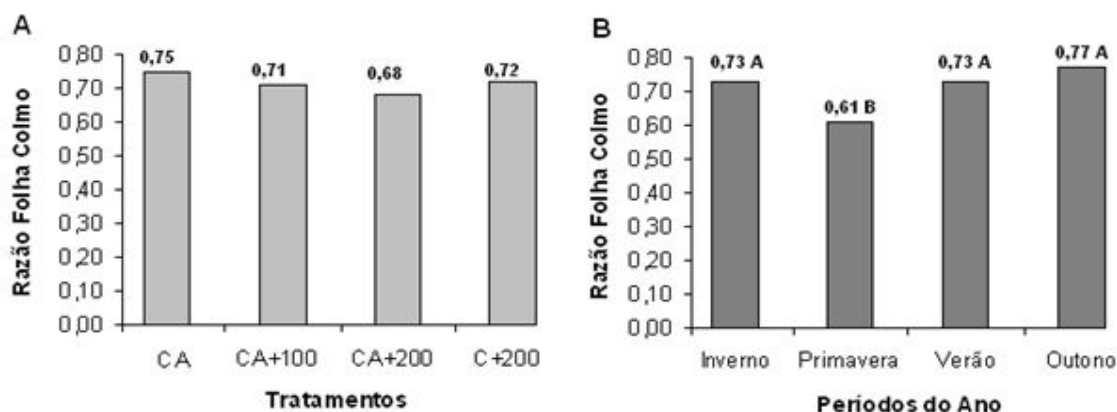 A
Razão Folha Colmo
0,80
0,70
0,60
0,50
0,40
0,30
0,20
0,10
0,00
0,75
0,71
0,68
0,72
CA
CA+100
CA+200
C+200
Tratamentos
B
Razão Folha Colmo
0,80
0,70
0,60
0,50
0,40
0,30
0,20
0,10
0,00
0,73 A
0,61 B
0,73 A
0,77 A
Inverno
Primavera
Verão
Outono
Períodos do Ano